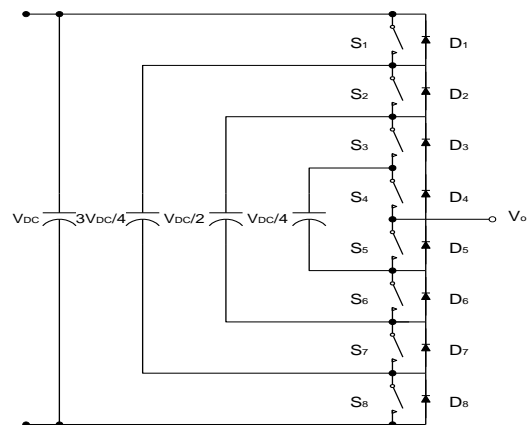 S1 D1
S2 D2
S3 D3
S4 D4
VDC 3VDC/4 VDC/2 VDC/4 Vo
S5 D5
S6 D6
S7 D7
S8 D8